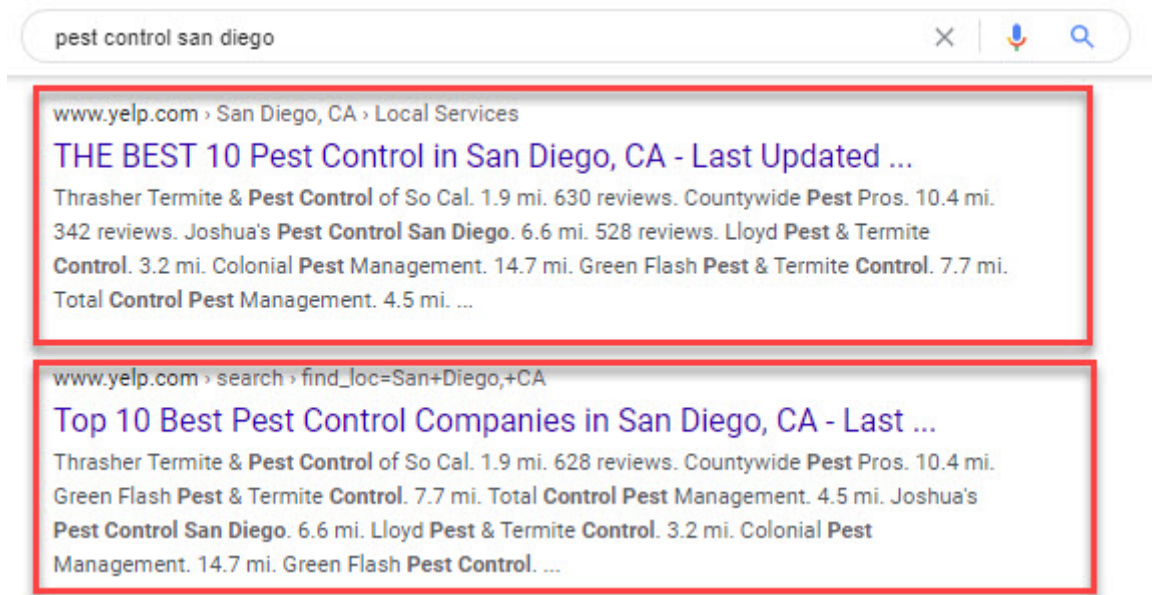 pest control san diego
www.yelp.com › San Diego, CA › Local Services
THE BEST 10 Pest Control in San Diego, CA - Last Updated ...
Thrasher Termite & Pest Control of So Cal. 1.9 mi. 630 reviews. Countywide Pest Pros. 10.4 mi.
342 reviews. Joshua's Pest Control San Diego. 6.6 mi. 528 reviews. Lloyd Pest & Termite
Control. 3.2 mi. Colonial Pest Management. 14.7 mi. Green Flash Pest & Termite Control. 7.7 mi.
Total Control Pest Management. 4.5 mi. ...
www.yelp.com › search › find_loc=San+Diego,+CA
Top 10 Best Pest Control Companies in San Diego, CA - Last ...
Thrasher Termite & Pest Control of So Cal. 1.9 mi. 628 reviews. Countywide Pest Pros. 10.4 mi.
Green Flash Pest & Termite Control. 7.7 mi. Total Control Pest Management. 4.5 mi. Joshua's
Pest Control San Diego. 6.6 mi. Lloyd Pest & Termite Control. 3.2 mi. Colonial Pest
Management. 14.7 mi. Green Flash Pest Control. ...